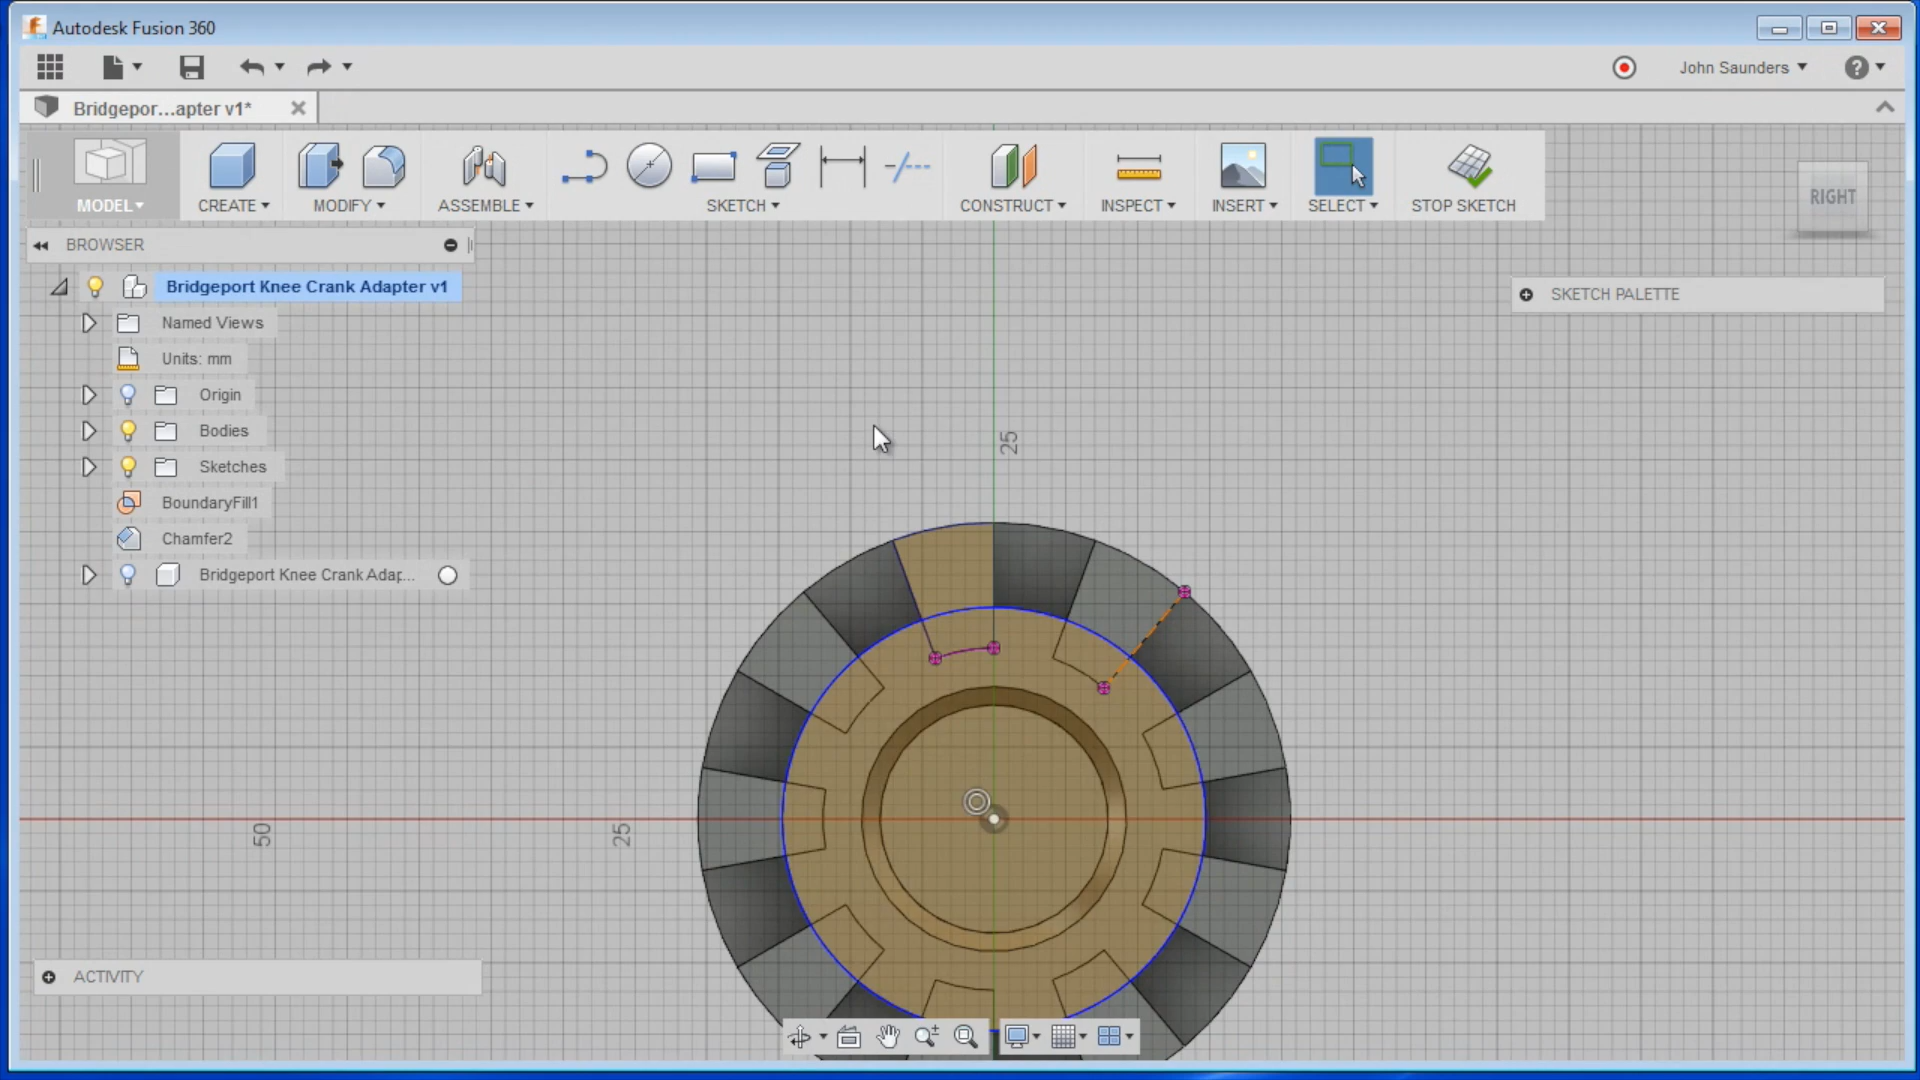 Autodesk Fusion 360
John Saunders
Bridgepor...apter v1*
MODEL
CREATE
MODIFY
ASSEMBLE
SKETCH
CONSTRUCT
INSPECT
INSERT
SELECT
STOP SKETCH
RIGHT
BROWSER
Bridgeport Knee Crank Adapter v1
SKETCH PALETTE
Named Views
Units: mm
Origin
Bodies
25
Sketches
BoundaryFill1
Chamfer2
Bridgeport Knee Crank Adap...
50
25
ACTIVITY